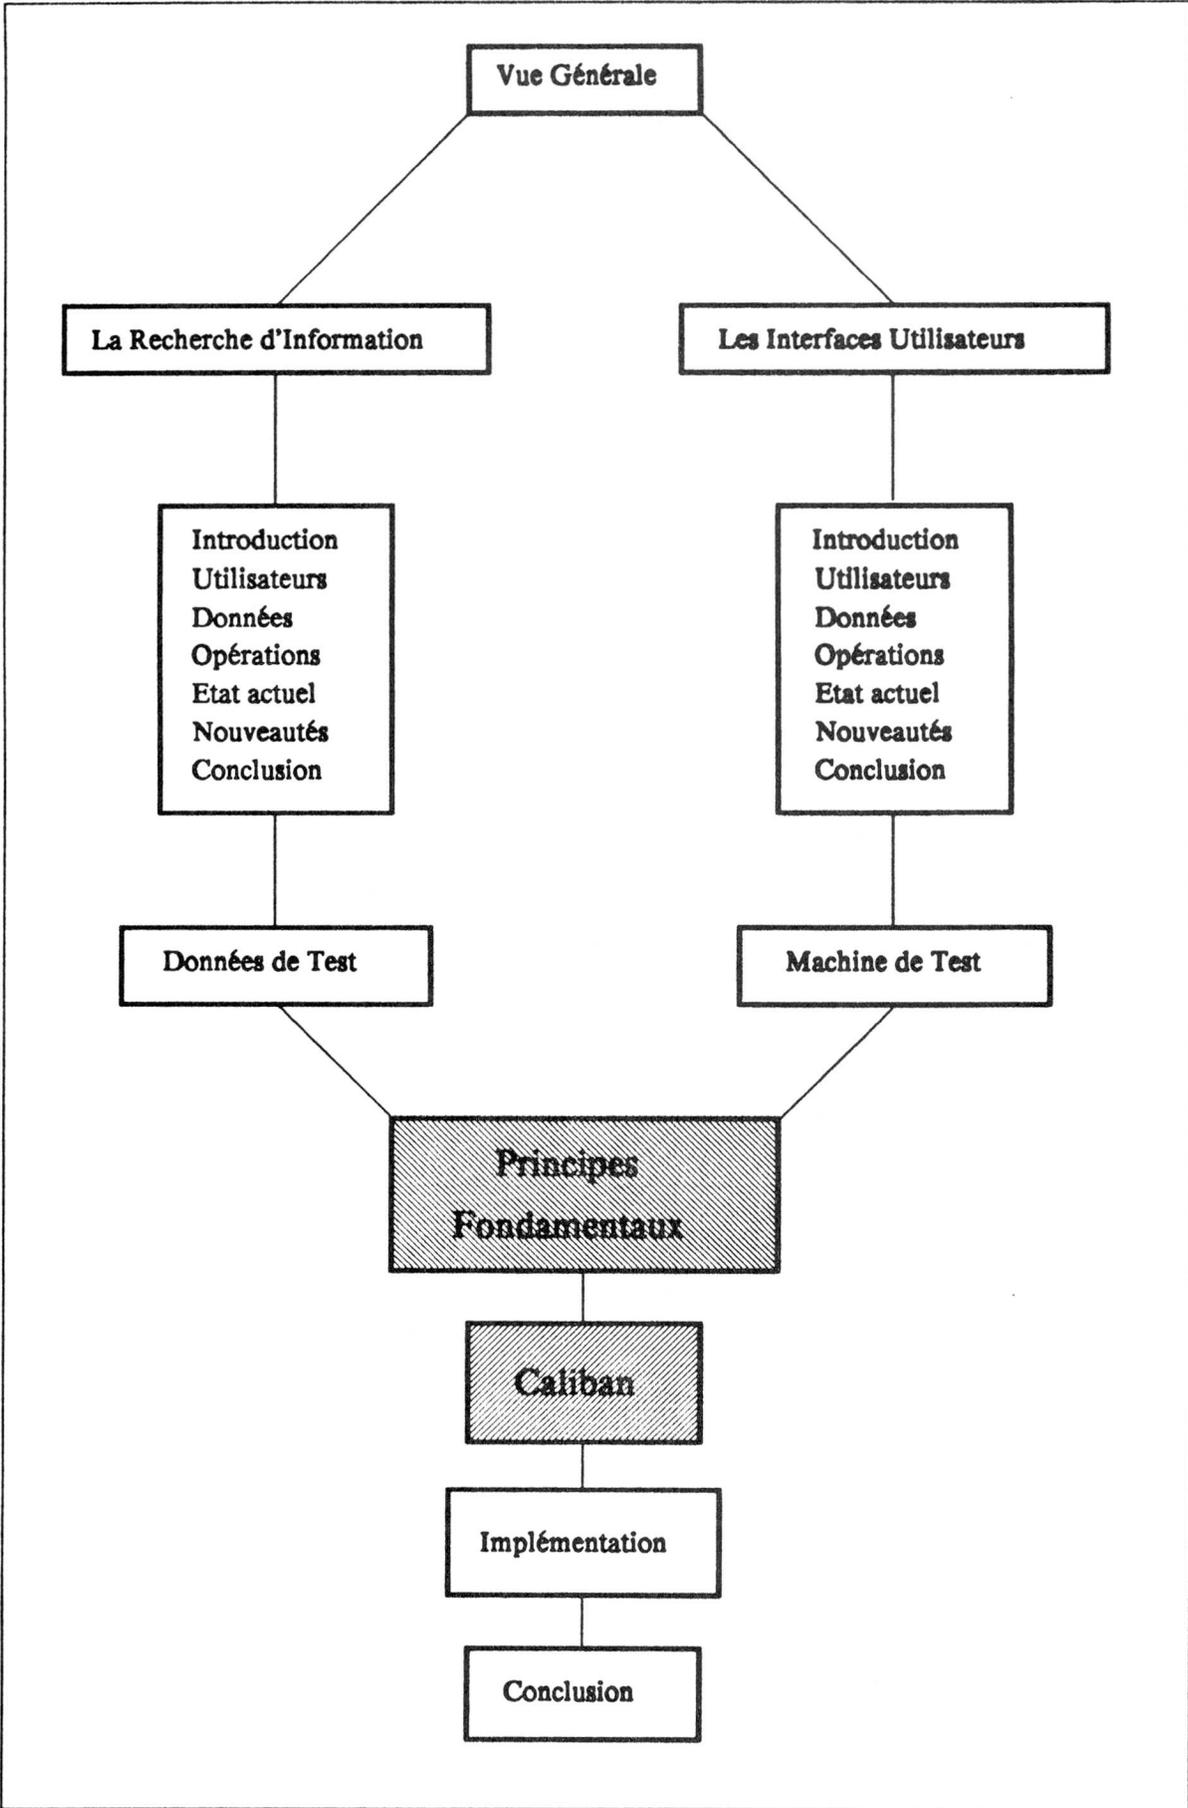 Vue Générale
La Recherche d'Information
Les Interfaces Utilisateurs
Introduction
Utilisateurs
Données
Opérations
Etat actuel
Nouveautés
Conclusion
Introduction
Utilisateurs
Données
Opérations
Etat actuel
Nouveautés
Conclusion
Données de Test
Machine de Test
Principes
Fondamentaux
Caliban
Implémentation
Conclusion